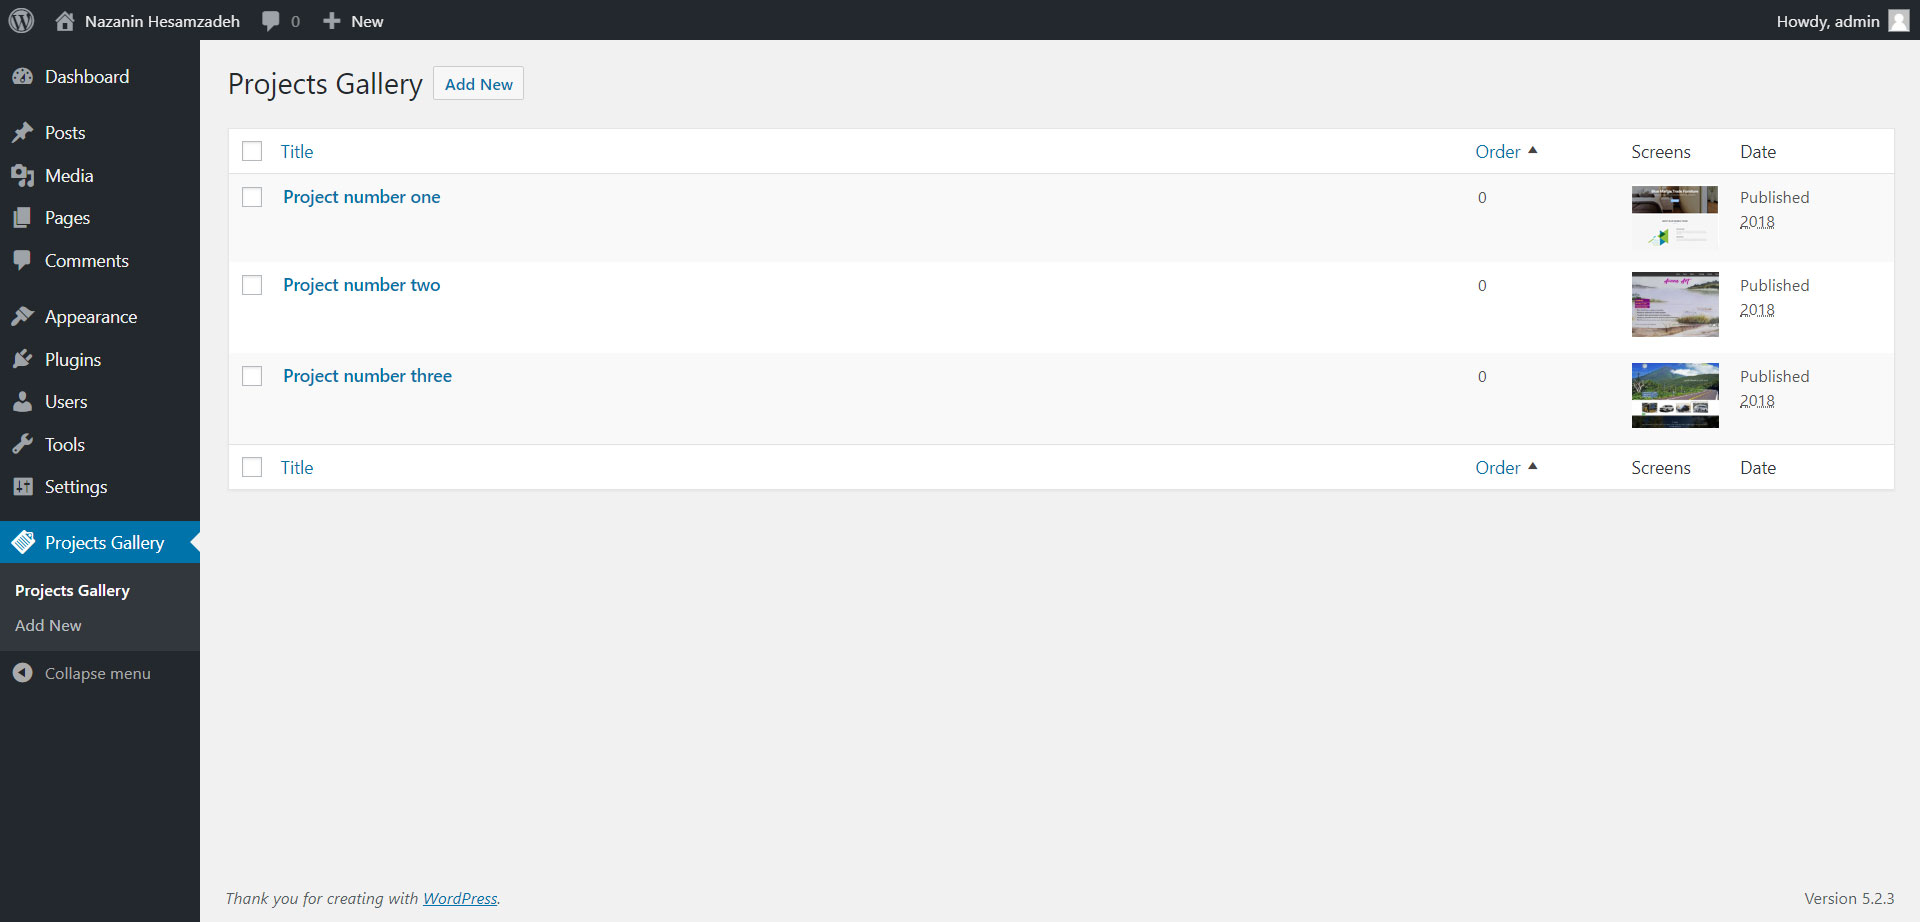 Nazanin Hesamzadeh 0 New Howdy, admin
Dashboard
Posts
Media
Pages
Comments
Appearance
Plugins
Users
Tools
Settings
Projects Gallery
Projects Gallery
Add New
Collapse menu
Projects Gallery Add New
Title Order Screens Date
Project number one 0 Published
2018
Project number two 0 Published
2018
Project number three 0 Published
2018
Title Order Screens Date
Thank you for creating with WordPress. Version 5.2.3